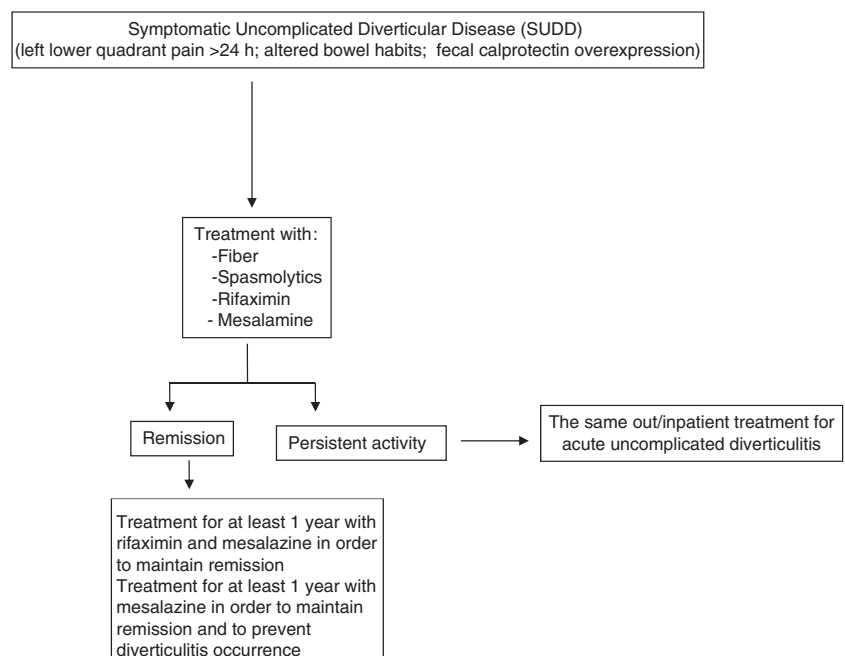 Symptomatic Uncomplicated Diverticular Disease (SUDD)
(left lower quadrant pain >24 h; altered bowel habits; fecal calprotectin overexpression)
Treatment with:
-Fiber
-Spasmolytics
-Rifaximin
- Mesalamine
Remission
Persistent activity
The same out/inpatient treatment for
acute uncomplicated diverticulitis
Treatment for at least 1 year with
rifaximin and mesalazine in order
to maintain remission
Treatment for at least 1 year with
mesalazine in order to maintain
remission and to prevent
diverticulitis occurrence